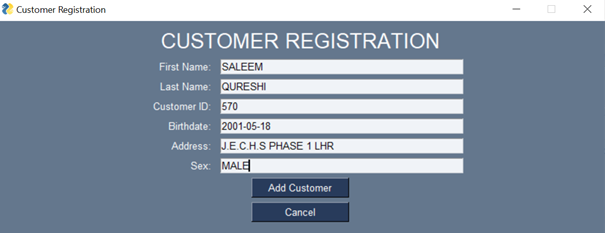 Customer Registration
CUSTOMER REGISTRATION
First Name: SALEEM
Last Name: QURESHI
Customer ID: 570
Birthdate: 2001-05-18
Address: J.E.C.H.S PHASE 1 LHR
Sex: MALE
Add Customer
Cancel